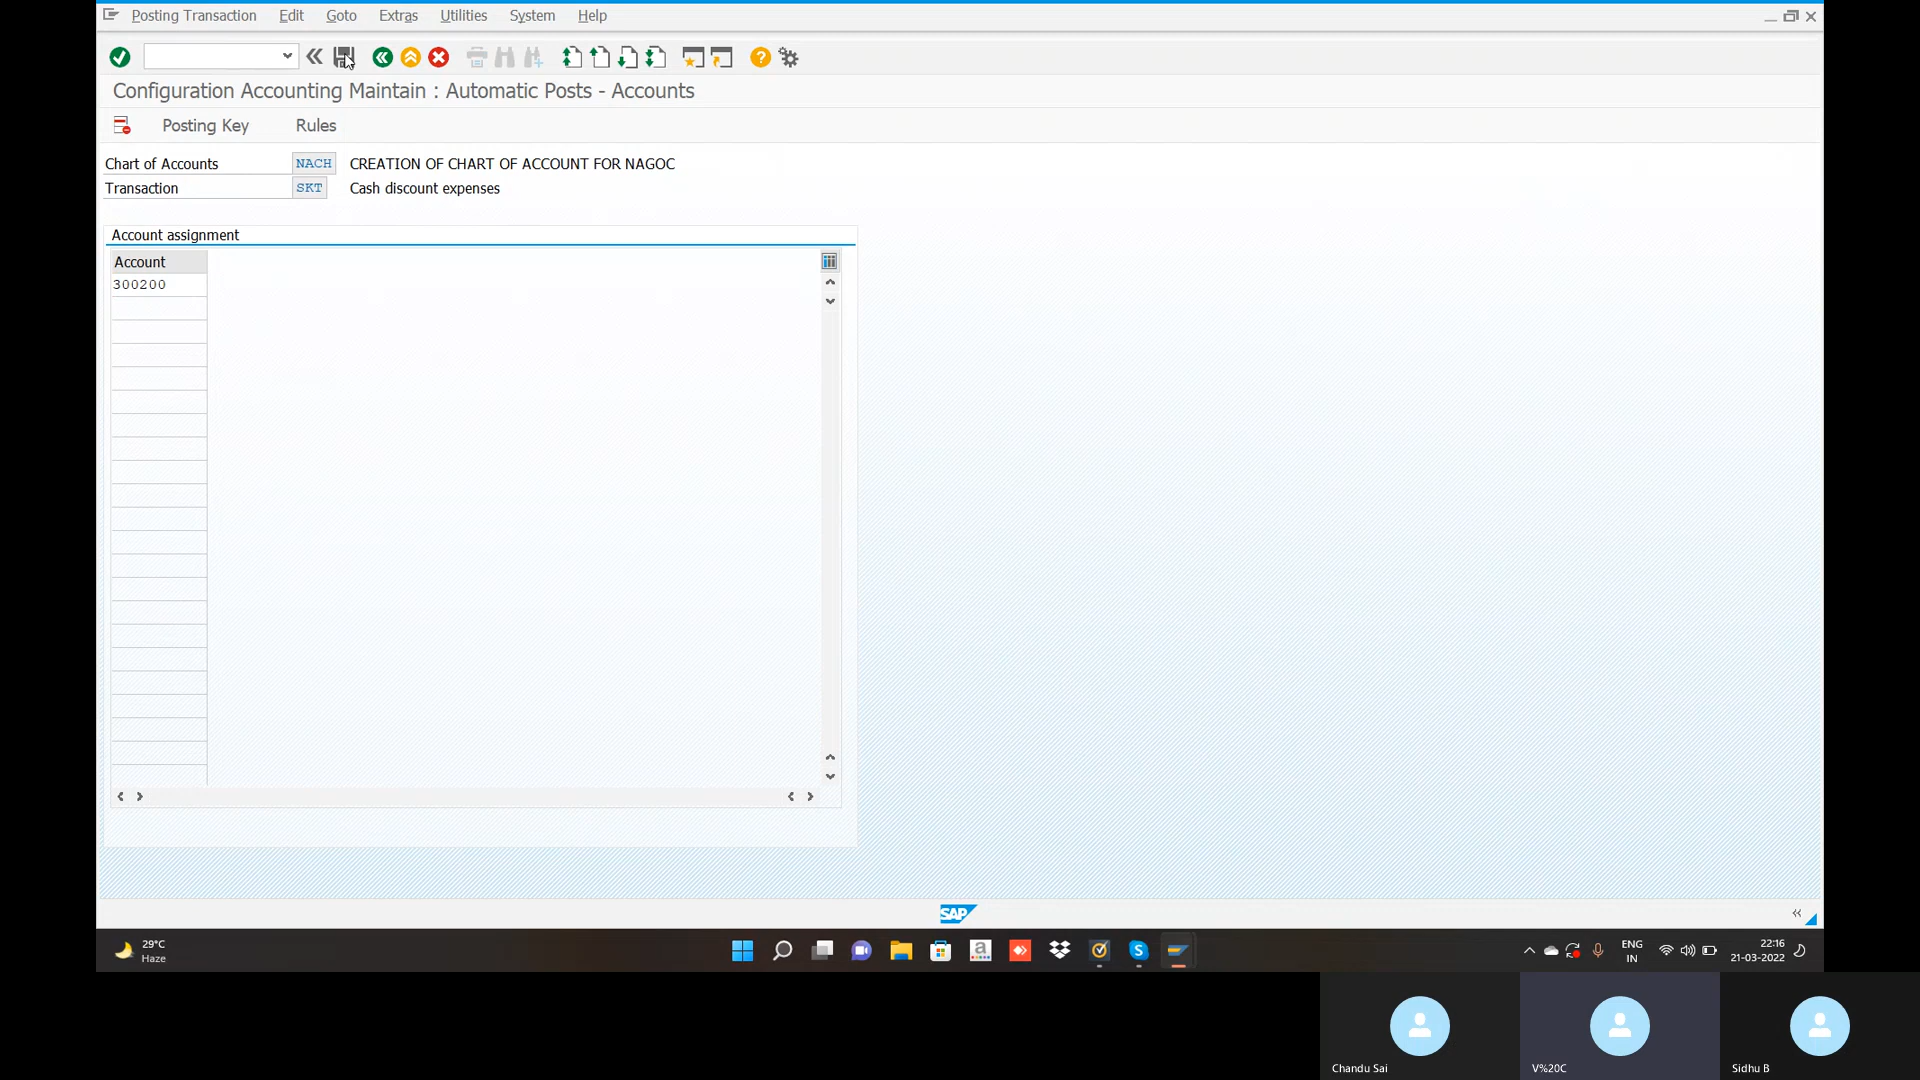 Posting Transaction Edit Goto Extras Utilities System Help
Configuration Accounting Maintain : Automatic Posts - Accounts
Posting Key Rules
Chart of Accounts NACH CREATION OF CHART OF ACCOUNT FOR NAGOC
Transaction SKT Cash discount expenses
Account assignment
Account
300200
SAP
29°C
Haze
ENG
IN
22:16
21-03-2022
Chandu Sai
V%20C
Sidhu B